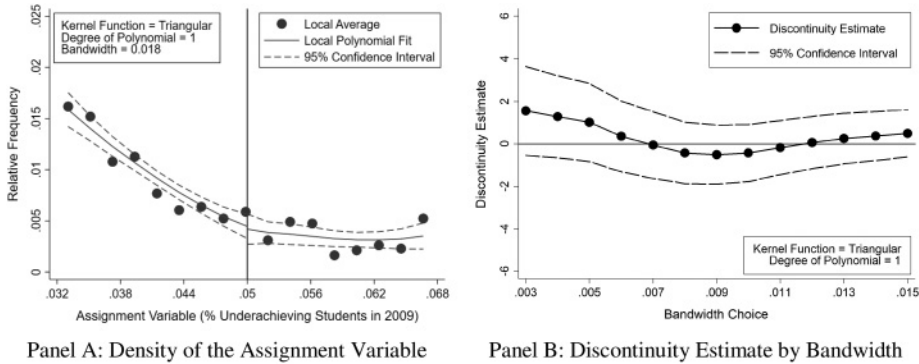 Kernel Function = Triangular
Degree of Polynomial = 1
Bandwidth = 0.018
Local Average
Local Polynomial Fit
95% Confidence Interval
Relative Frequency
.025
.02
.015
.01
.005
0
.032
.038
.044
.05
.056
.062
.068
Assignment Variable (% Underachieving Students in 2009)
Panel A: Density of the Assignment Variable
Discontinuity Estimate
95% Confidence Interval
Discontinuity Estimate
6
4
2
0
-2
-4
-6
Kernel Function = Triangular
Degree of Polynomial = 1
.003
.005
.007
.009
.011
.013
.015
Bandwidth Choice
Panel B: Discontinuity Estimate by Bandwidth